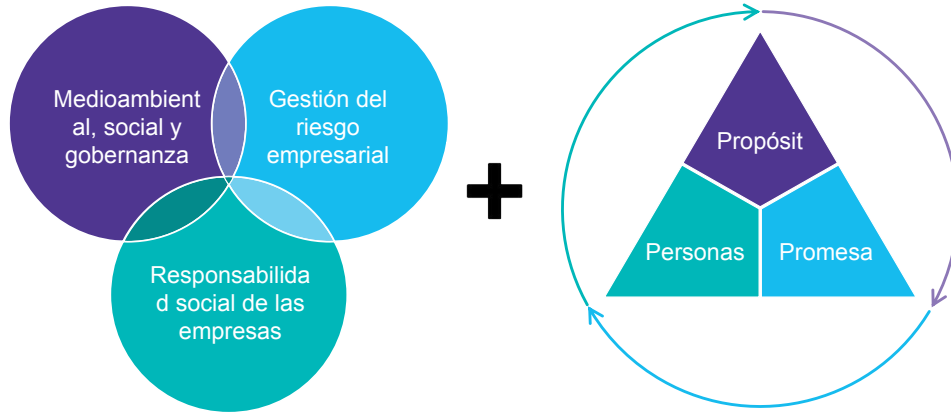 Medioambient
al, social y
gobernanza
Gestión del
riesgo
empresarial
Responsabilida
d social de las
empresas
Propósit
Personas
Promesa